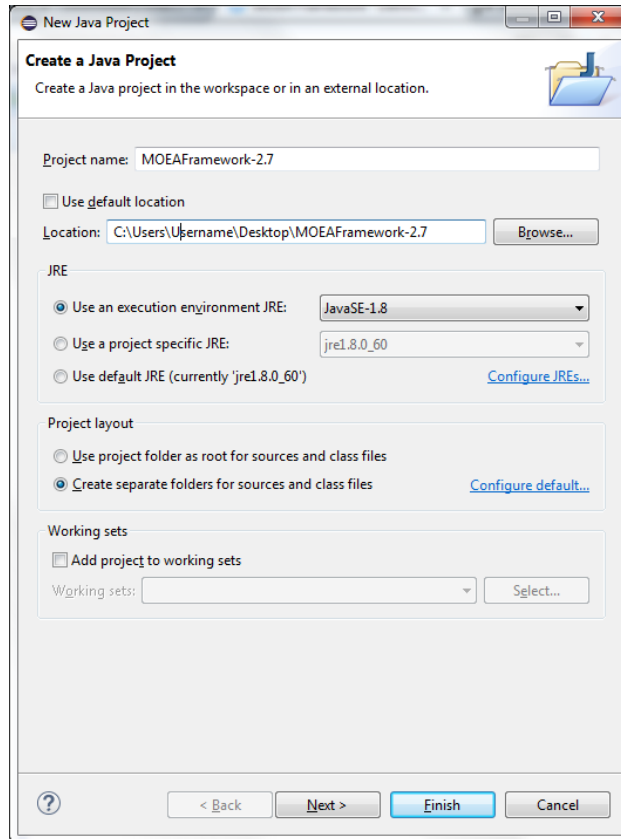 New Java Project
Create a Java Project
Create a Java project in the workspace or in an external location.
Project name: MOEAFramework-2.7
Use default location
Location: C:\Users\Username\Desktop\MOEAFramework-2.7 Browse...
JRE
Use an execution environment JRE: JavaSE-1.8
Use a project specific JRE: jre1.8.0_60
Use default JRE (currently 'jre1.8.0_60') Configure JREs...
Project layout
Use project folder as root for sources and class files
Create separate folders for sources and class files Configure default...
Working sets
Add project to working sets
Working sets: Select...
? < Back Next > Finish Cancel